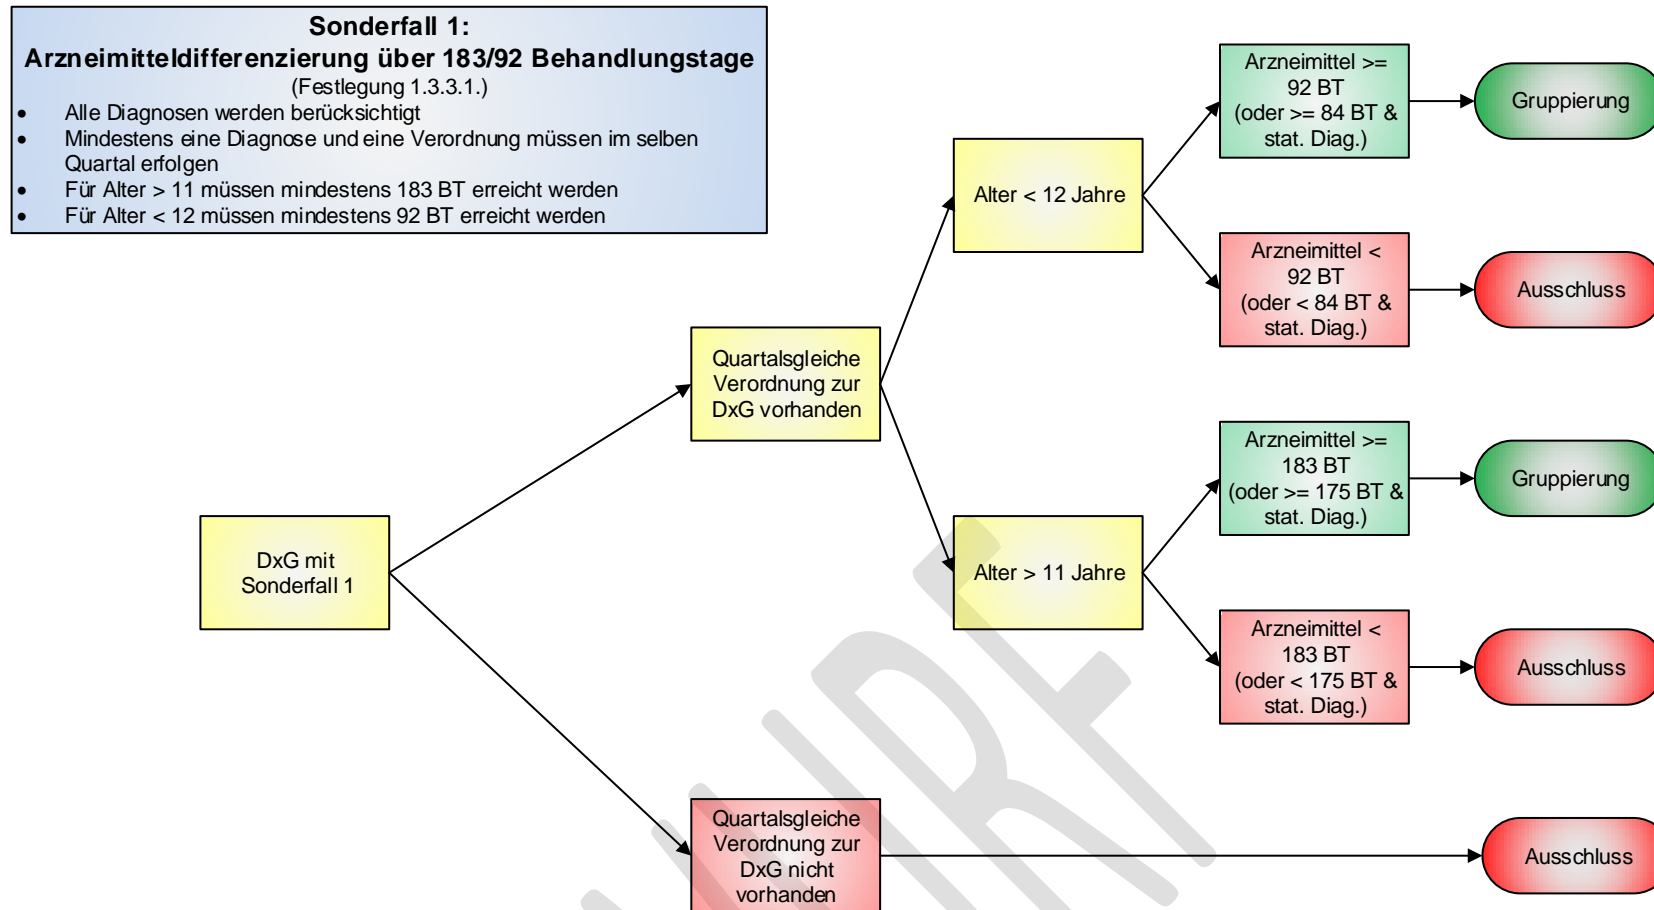 Sonderfall 1:
Arzneimitteldifferenzierung über 183/92 Behandlungstage
(Festlegung 1.3.3.1.)
• Alle Diagnosen werden berücksichtigt
• Mindestens eine Diagnose und eine Verordnung müssen im selben
Quartal erfolgen
• Für Alter > 11 müssen mindestens 183 BT erreicht werden
• Für Alter < 12 müssen mindestens 92 BT erreicht werden
Arzneimittel >=
92 BT
(oder >= 84 BT &
stat. Diag.)
Gruppierung
Alter < 12 Jahre
Arzneimittel <
92 BT
(oder < 84 BT &
stat. Diag.)
Ausschluss
Quartalsgleiche
Verordnung zur
DxG vorhanden
Arzneimittel >=
183 BT
(oder >= 175 BT &
stat. Diag.)
Gruppierung
DxG mit
Sonderfall 1
Alter > 11 Jahre
Arzneimittel <
183 BT
(oder < 175 BT &
stat. Diag.)
Ausschluss
Quartalsgleiche
Verordnung zur
DxG nicht
vorhanden
Ausschluss